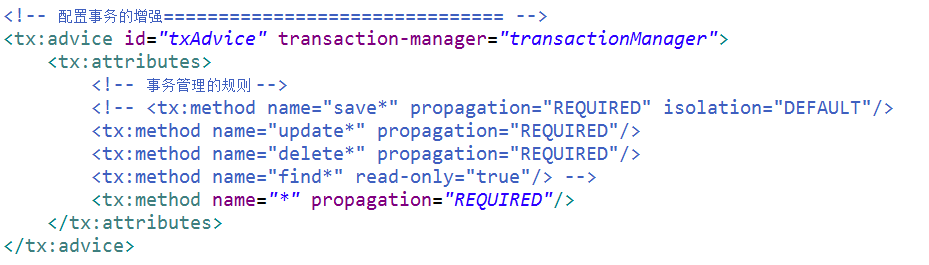 <!-- 配置事务的增强=============================== -->
<tx:advice id="txAdvice" transaction-manager="transactionManager">
    <tx:attributes>
        <!-- 事务管理的规则 -->
        <!-- <tx:method name="save*" propagation="REQUIRED" isolation="DEFAULT"/>
        <tx:method name="update*" propagation="REQUIRED"/>
        <tx:method name="delete*" propagation="REQUIRED"/>
        <tx:method name="find*" read-only="true"/> -->
        <tx:method name="*" propagation="REQUIRED"/>
    </tx:attributes>
</tx:advice>